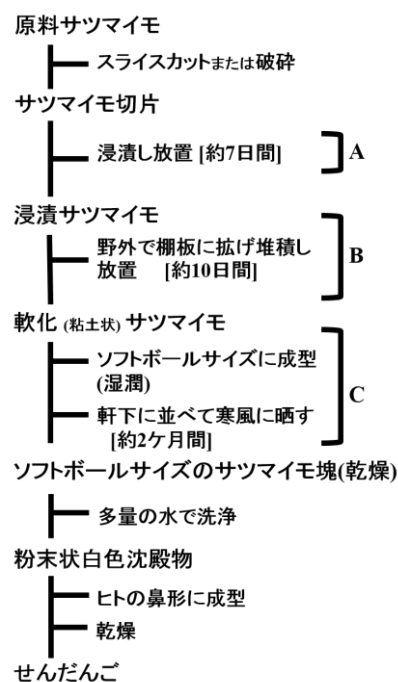 原料サツマイモ
スライスカットまたは破砕
サツマイモ切片
浸漬し放置 [約7日間]
A
浸漬サツマイモ
野外で棚板に拡げ堆積し
放置 [約10日間]
B
軟化 (粘土状) サツマイモ
ソフトボールサイズに成型
(湿潤)
軒下に並べて寒風に晒す
[約2ケ月間]
C
ソフトボールサイズのサツマイモ塊(乾燥)
多量の水で洗浄
粉末状白色沈殿物
ヒトの鼻形に成型
乾燥
せんだんご